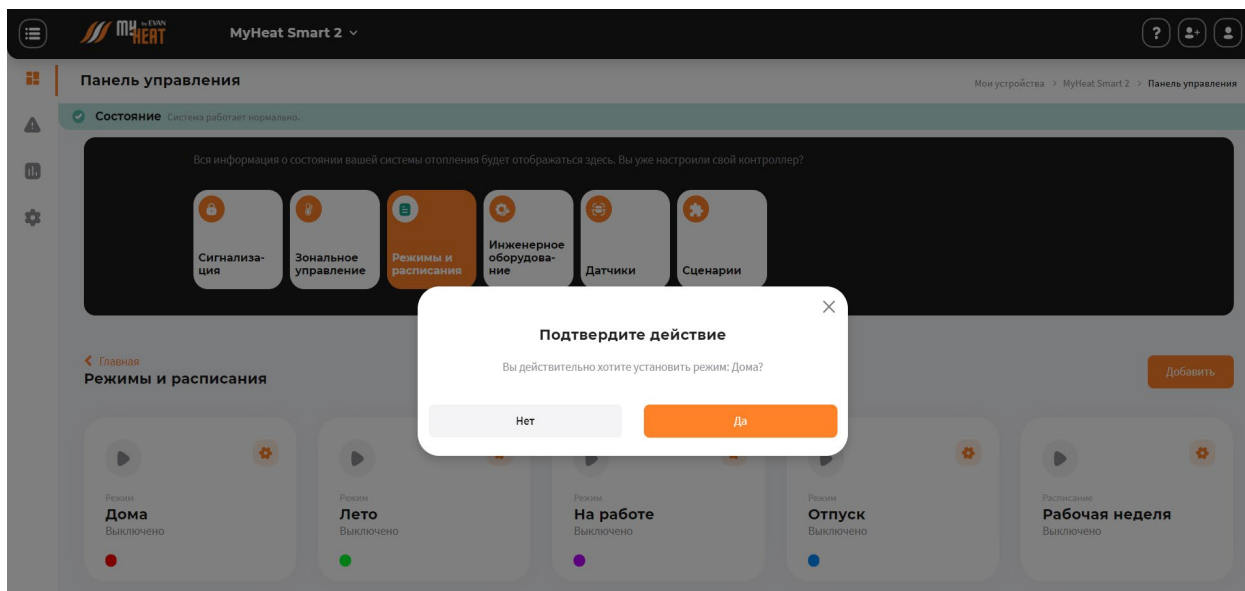 MY HEAT by EVAN
MyHeat Smart 2
Панель управления
Мои устройства > MyHeat Smart 2 > Панель управления
Состояние Система работает нормально.
Вся информация о состоянии вашей системы отопления будет отображаться здесь. Вы уже настроили свой контроллер?
Сигнализа-
ция
Зональное
управление
Режимы и
расписания
Инженерное
оборудова-
ние
Датчики
Сценарии
Подтвердите действие
Вы действительно хотите установить режим: Дома?
Нет
Да
Главная
Режимы и расписания
Добавить
Режим
Дома
Выключено
Режим
Лето
Выключено
Режим
На работе
Выключено
Режим
Отпуск
Выключено
Расписание
Рабочая неделя
Выключено